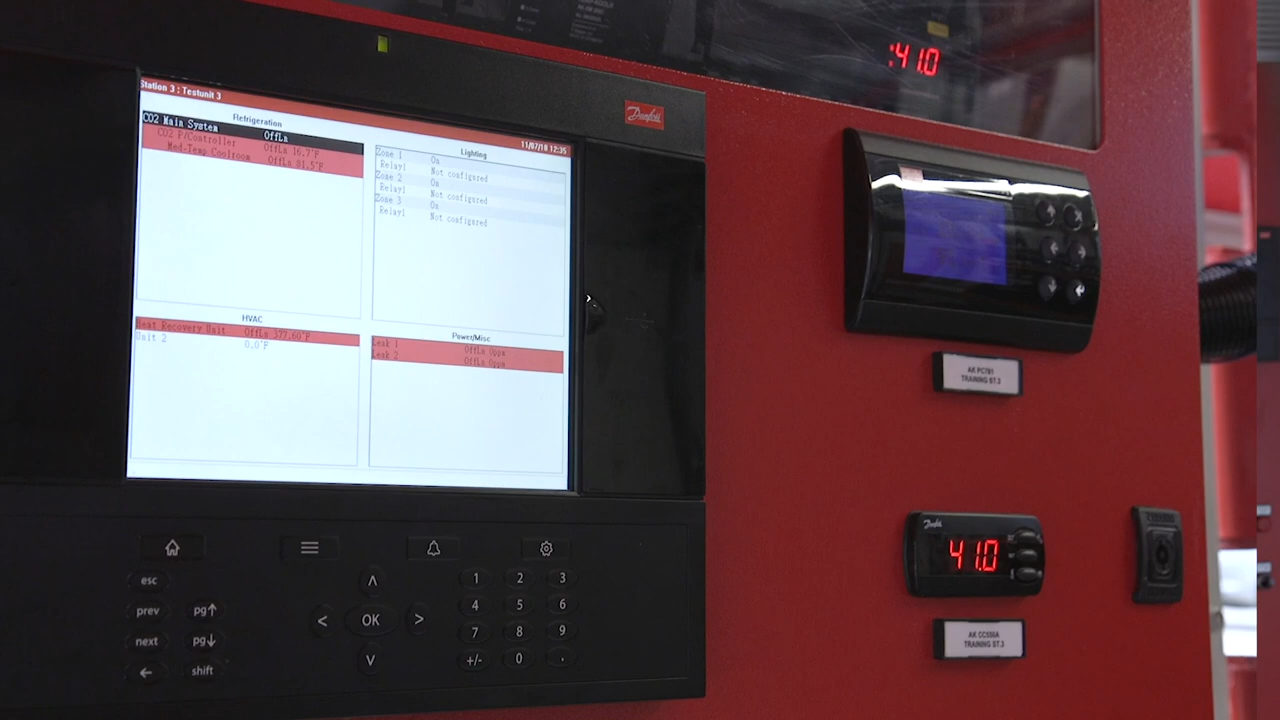 :41.0
Station 3 : Testunit 3
Danfoss
11/07/18 12:35
Refrigeration
CO2 Main System OffLn
CO2 P/Controller OffLn 16.7°F
Med-Temp Coolroom OffLn 81.5°F
Lighting
Zone 1 On
Relay1 Not configured
Zone 2 On
Relay1 Not configured
Zone 3 On
Relay1 Not configured
HVAC
Heat Recovery Unit OffLn 377.60°F
Unit 2 0.0°F
Power/Misc
Leak 1 OffLn 0ppm
Leak 2 OffLn 0ppm
AK PC781
TRAINING ST.3
Danfoss
41.0
AK CC550A
TRAINING ST.3
esc
prev pg↑
next pg↓
← shift
OK
1 2 3
4 5 6
7 8 9
+/- 0 .